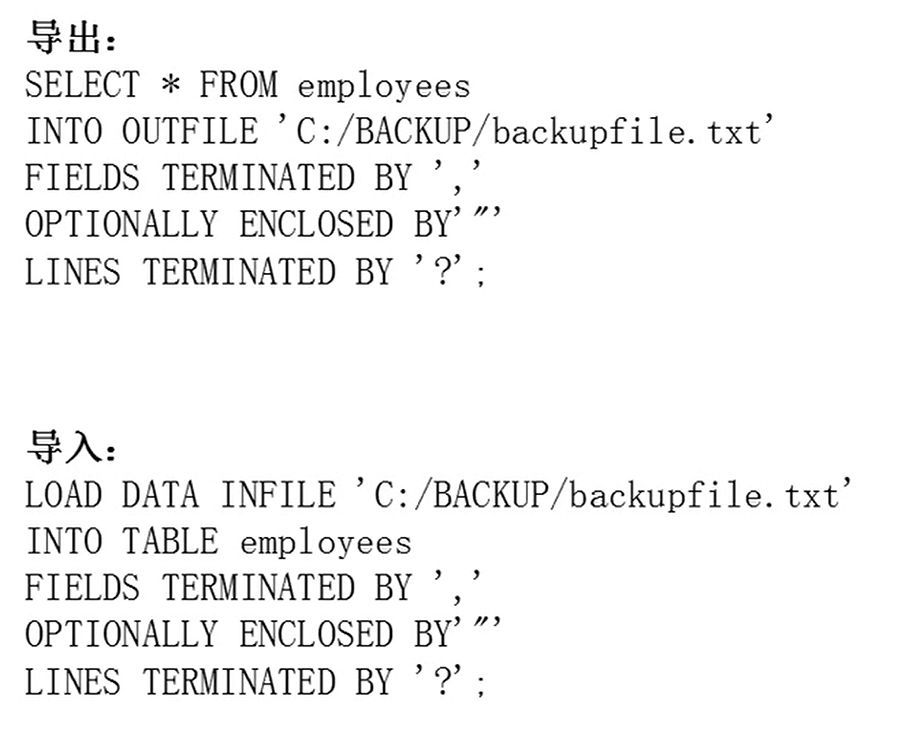 导出：
SELECT * FROM employees
INTO OUTFILE 'C:/BACKUP/backupfile.txt'
FIELDS TERMINATED BY ','
OPTIONALLY ENCLOSED BY'"'
LINES TERMINATED BY '?';
导入：
LOAD DATA INFILE 'C:/BACKUP/backupfile.txt'
INTO TABLE employees
FIELDS TERMINATED BY ','
OPTIONALLY ENCLOSED BY'"'
LINES TERMINATED BY '?';